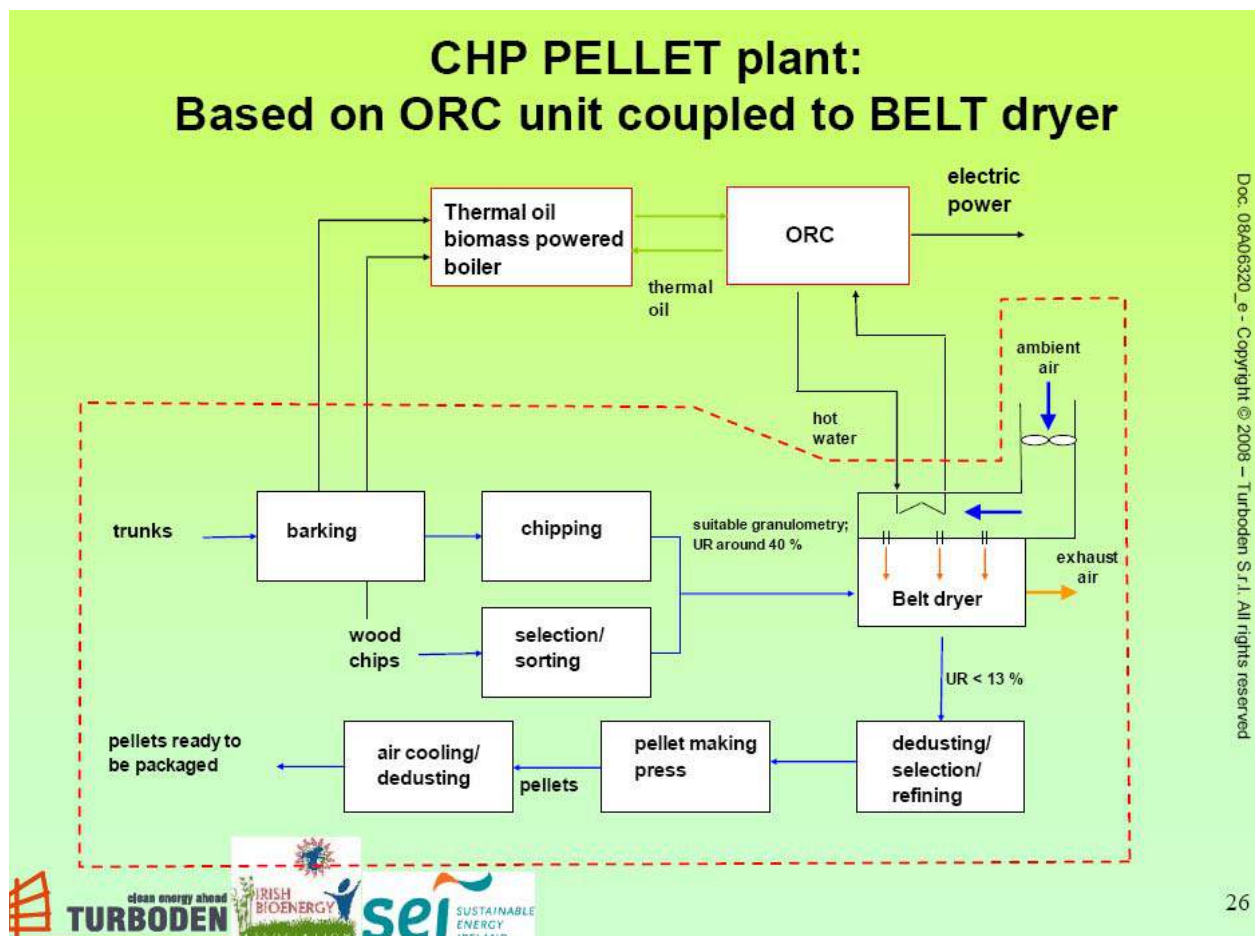 CHP PELLET plant:
Based on ORC unit coupled to BELT dryer
Thermal oil
biomass powered
boiler
thermal
oil
ORC
electric
power
ambient
air
hot
water
trunks
barking
chipping
suitable granulometry;
UR around 40 %
wood
chips
selection/
sorting
Belt dryer
exhaust
air
UR < 13 %
pellets ready to
be packaged
air cooling/
dedusting
pellets
pellet making
press
dedusting/
selection/
refining
Doc. 08A06320_e - Copyright © 2008 – Turboden S.r.l. All rights reserved
clean energy ahead
TURBODEN
IRISH
BIOENERGY
sei
SUSTAINABLE
ENERGY
26